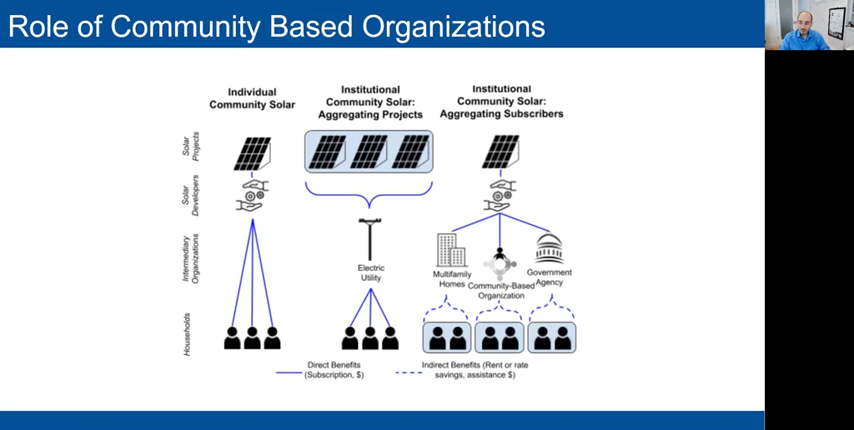 Role of Community Based Organizations
Individual
Community Solar
Institutional
Community Solar:
Aggregating Projects
Institutional
Community Solar:
Aggregating Subscribers
Solar
Projects
Solar
Developers
Intermediary
Organizations
Households
Electric
Utility
Multifamily
Homes
Community-Based
Organization
Government
Agency
Direct Benefits
(Subscription, $)
Indirect Benefits (Rent or rate
savings, assistance $)